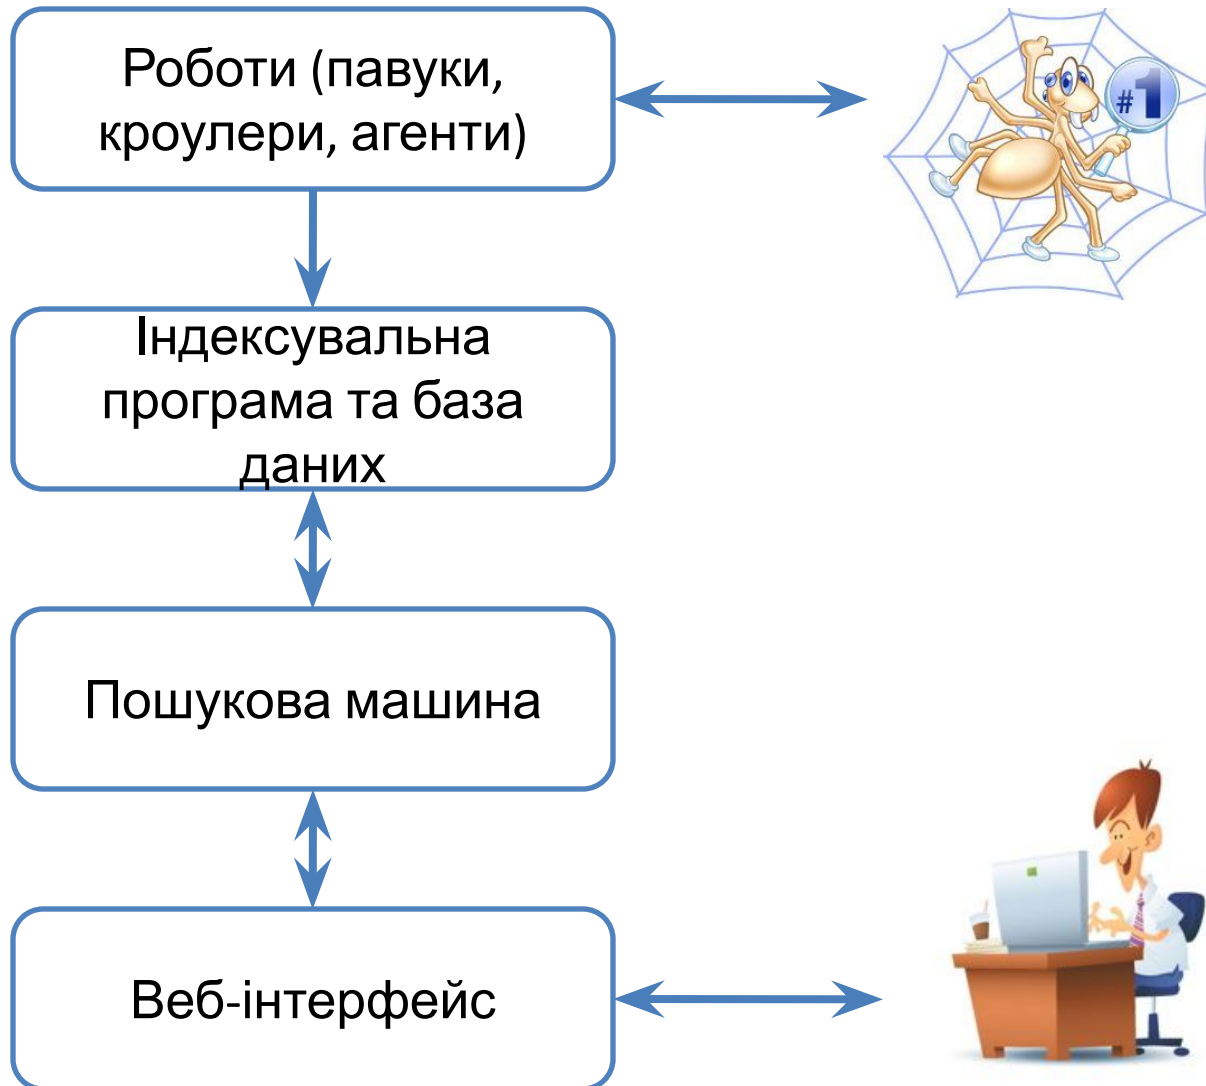 Роботи (павуки,
кроулери, агенти)
#1
Індексувальна
програма та база
даних
Пошукова машина
Веб-інтерфейс